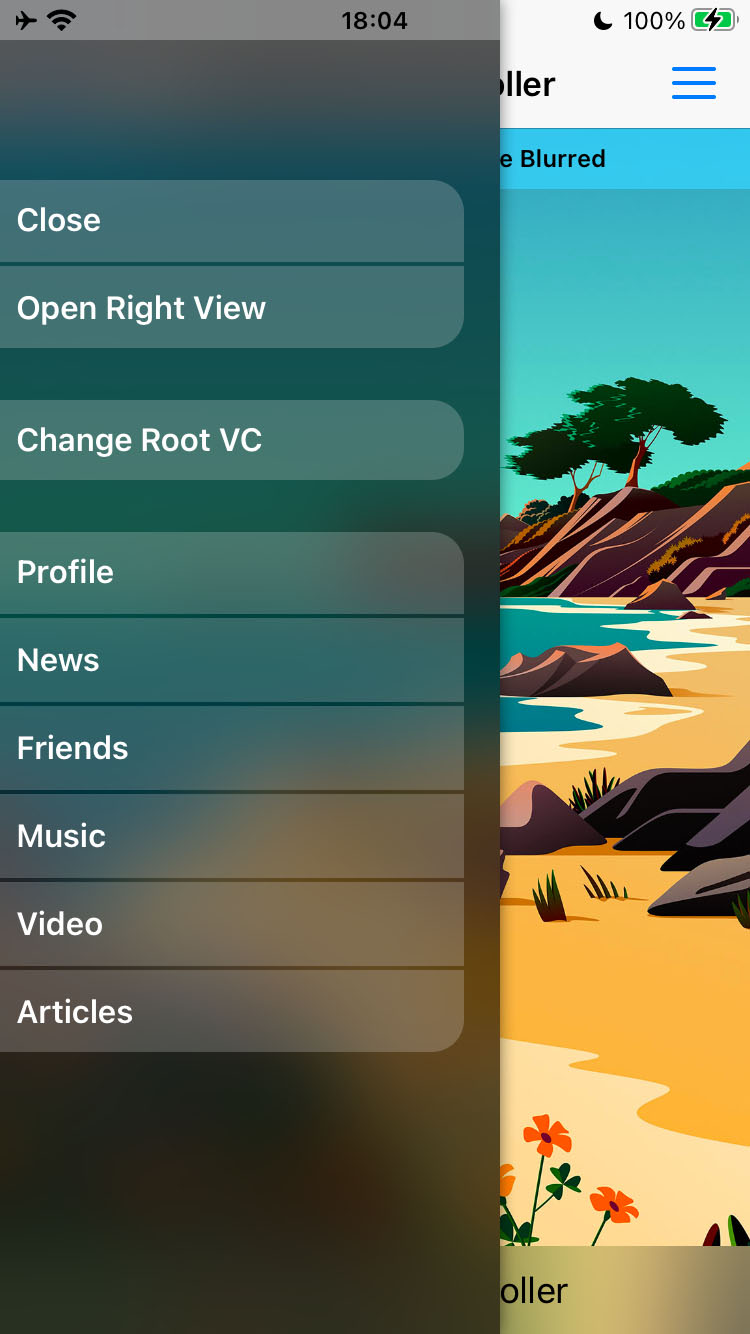 18:04
100%
oller
e Blurred
Close
Open Right View
Change Root VC
Profile
News
Friends
Music
Video
Articles
oller